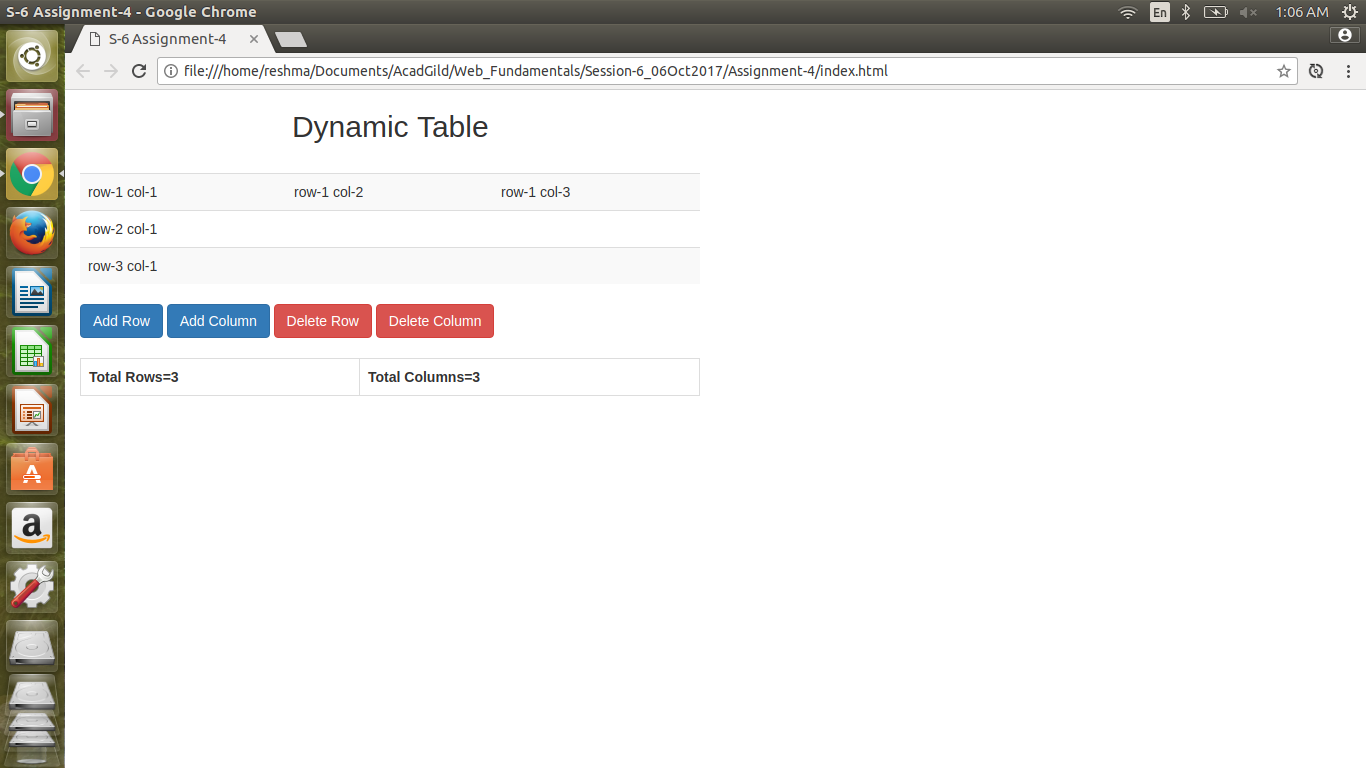 S-6 Assignment-4 - Google Chrome
En
1:06 AM
S-6 Assignment-4
file:///home/reshma/Documents/AcadGild/Web_Fundamentals/Session-6_06Oct2017/Assignment-4/index.html
Dynamic Table
row-1 col-1 row-1 col-2 row-1 col-3
row-2 col-1
row-3 col-1
Add Row Add Column Delete Row Delete Column
Total Rows=3 Total Columns=3